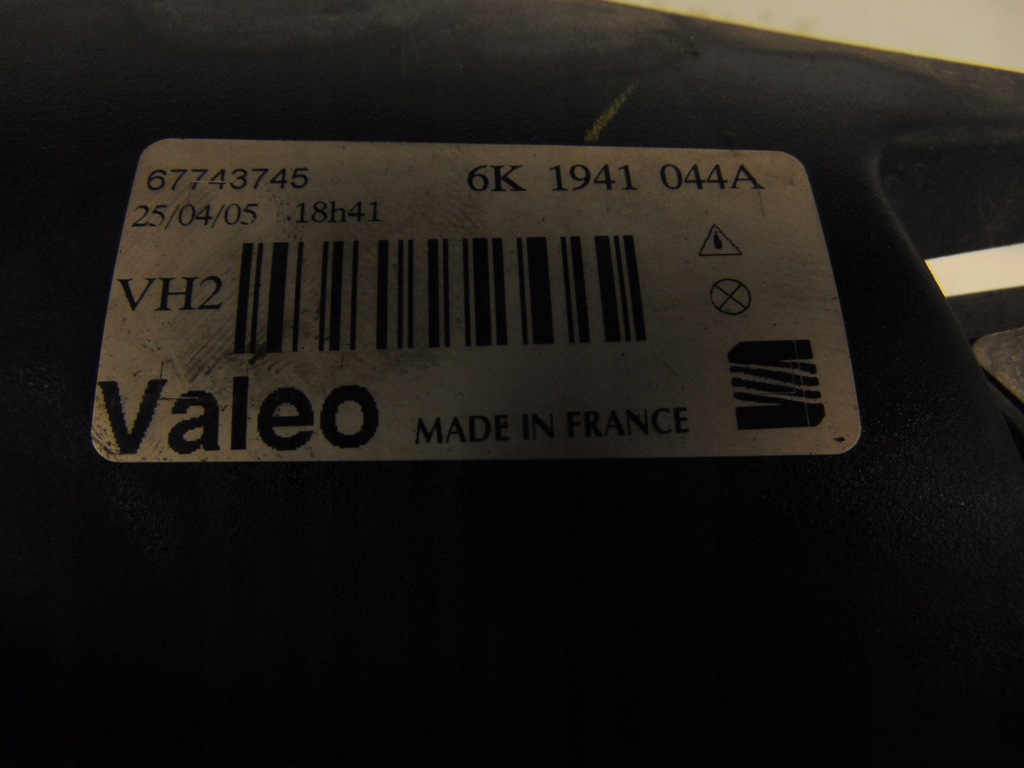 67743745 6K 1941 044A
25/04/05 18h41
VH2
Valeo MADE IN FRANCE